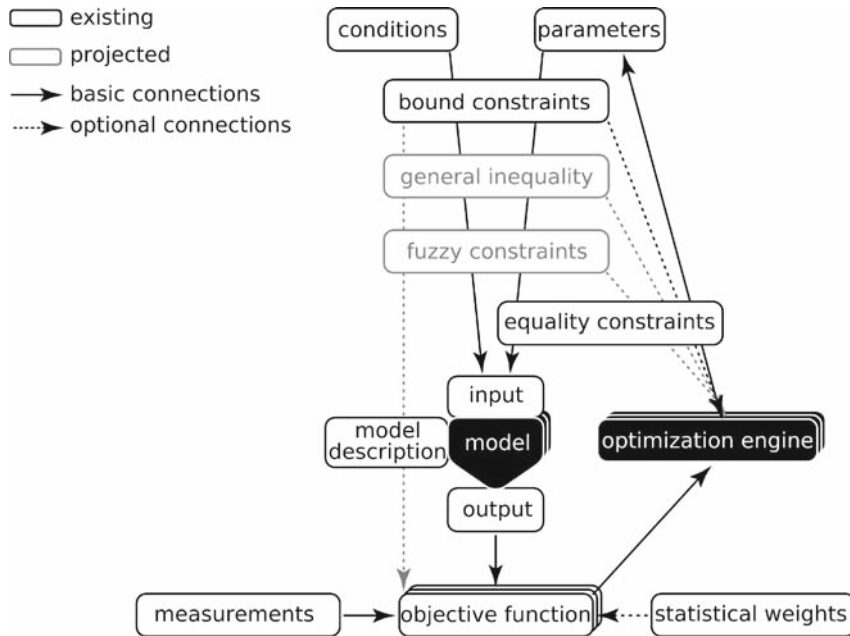 existing
projected
basic connections
optional connections
conditions
parameters
bound constraints
general inequality
fuzzy constraints
equality constraints
input
model
description
model
optimization engine
output
measurements
objective function
statistical weights